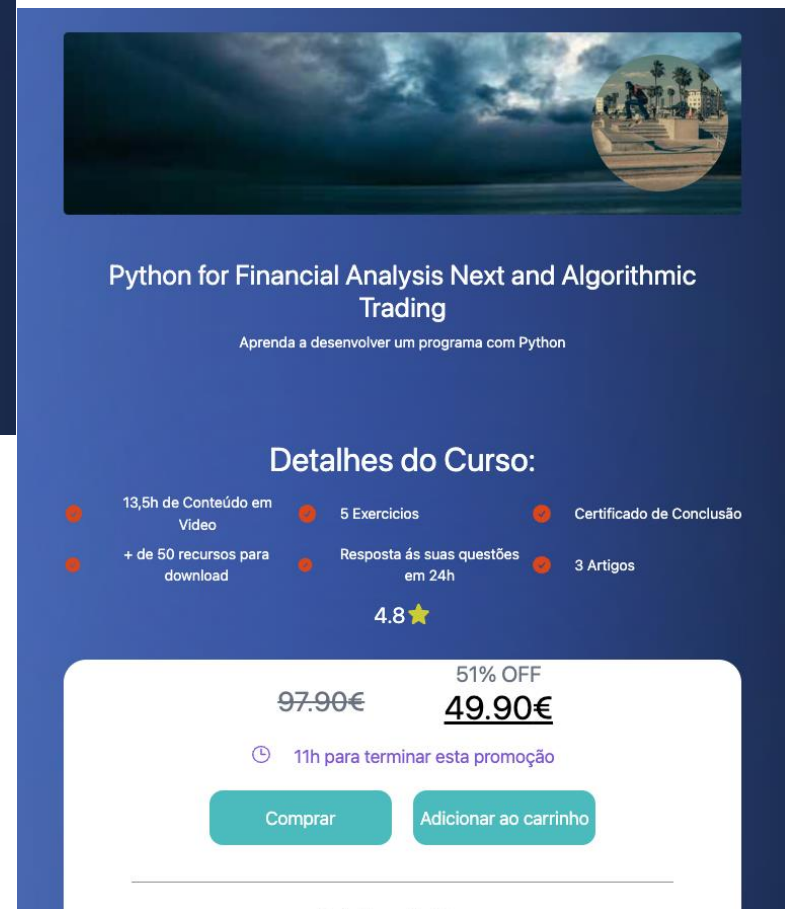 Python for Financial Analysis Next and Algorithmic
Trading
Aprenda a desenvolver um programa com Python
Detalhes do Curso:
13,5h de Conteúdo em
Video
5 Exercicios
Certificado de Conclusão
+ de 50 recursos para
download
Resposta ás suas questões
em 24h
3 Artigos
4.8
97.90€
51% OFF
49.90€
11h para terminar esta promoção
Comprar
Adicionar ao carrinho